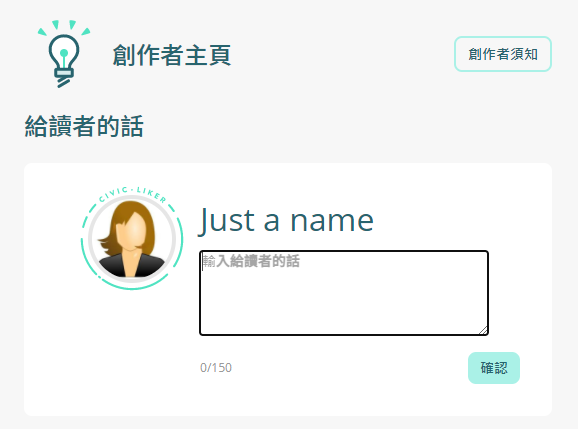 創作者主頁
創作者須知
給讀者的話
CIVIC·LIKER
Just a name
輸入給讀者的話
0/150
確認